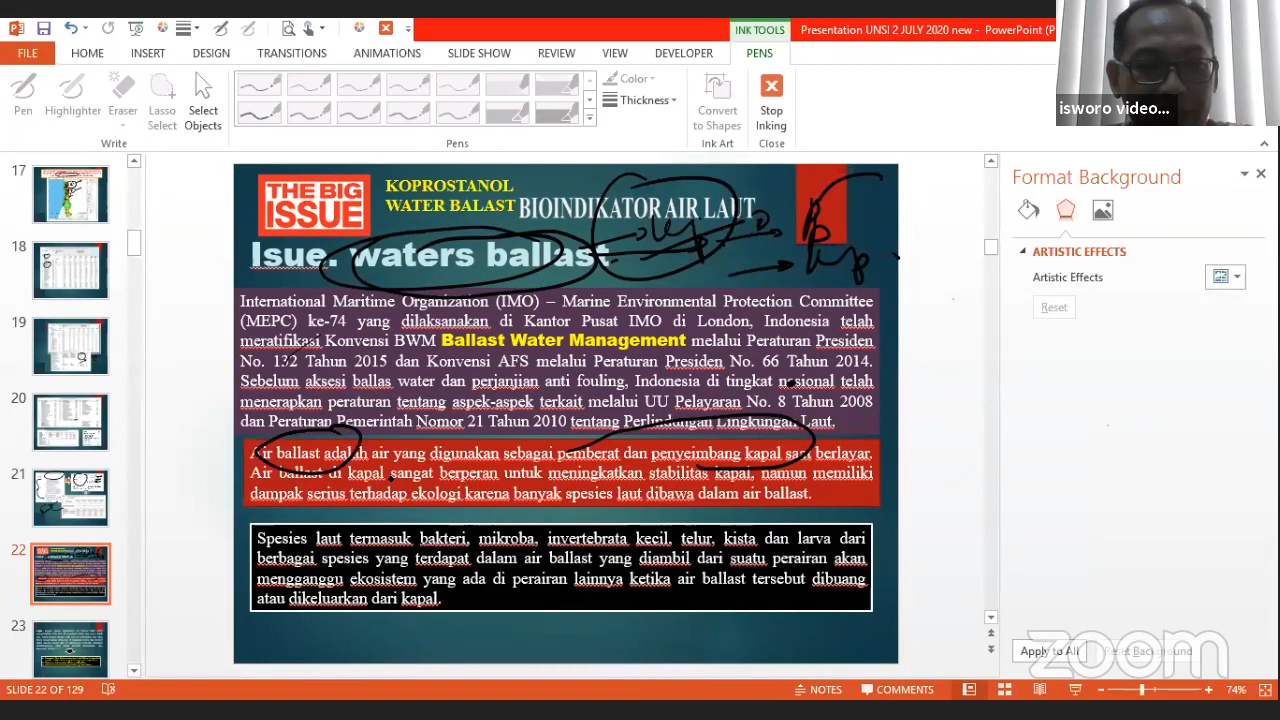 INK TOOLS
Presentation UNSI 2 JULY 2020 new - PowerPoint (P
FILE HOME INSERT DESIGN TRANSITIONS ANIMATIONS SLIDE SHOW REVIEW VIEW DEVELOPER PENS
isworo video...
Pen Highlighter Eraser Lasso Select Select Objects
Color
Thickness
Convert to Shapes
Stop Inking
Write Pens Ink Art Close
17
18
19
20
21
22
23
THE BIG ISSUE
KOPROSTANOL
WATER BALAST
BIOINDIKATOR AIR LAUT
Isue. waters ballast
International Maritime Organization (IMO) – Marine Environmental Protection Committee
(MEPC) ke-74 yang dilaksanakan di Kantor Pusat IMO di London, Indonesia telah
meratifikasi Konvensi BWM Ballast Water Management melalui Peraturan Presiden
No. 132 Tahun 2015 dan Konvensi AFS melalui Peraturan Presiden No. 66 Tahun 2014.
Sebelum aksesi ballas water dan perjanjian anti fouling, Indonesia di tingkat nasional telah
menerapkan peraturan tentang aspek-aspek terkait melalui UU Pelayaran No. 8 Tahun 2008
dan Peraturan Pemerintah Nomor 21 Tahun 2010 tentang Perlindungan Lingkungan Laut.
Air ballast adalah air yang digunakan sebagai pemberat dan penyeimbang kapal saat berlayar.
Air ballast di kapal sangat berperan untuk meningkatkan stabilitas kapal, namun memiliki
dampak serius terhadap ekologi karena banyak spesies laut dibawa dalam air ballast.
Spesies laut termasuk bakteri, mikroba, invertebrata kecil, telur, kista dan larva dari
berbagai spesies yang terdapat dalam air ballast yang diambil dari suatu perairan akan
mengganggu ekosistem yang ada di perairan lainnya ketika air ballast tersebut dibuang
atau dikeluarkan dari kapal.
Format Background
ARTISTIC EFFECTS
Artistic Effects
Reset
Apply to All Reset Background
zoom
SLIDE 22 OF 129
NOTES COMMENTS
74%